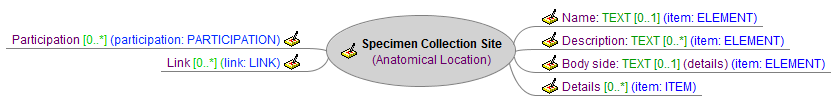 Participation [0..*] (participation: PARTICIPATION)
Link [0..*] (link: LINK)
Specimen Collection Site
(Anatomical Location)
Name: TEXT [0..1] (item: ELEMENT)
Description: TEXT [0..*] (item: ELEMENT)
Body side: TEXT [0..1] (details) (item: ELEMENT)
Details [0..*] (item: ITEM)